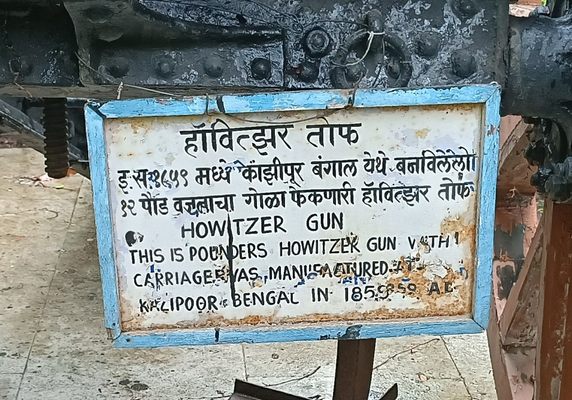 हॉवित्झर तोफ
इ.स.१८५९ मध्ये काझीपूर बंगाल येथे बनविलेली
१२ पौंड वजनाचा गोळा फेकणारी हॉवित्झर तोफ
HOWITZER GUN
THIS IS POUNDERS HOWITZER GUN WITH
CARRIAGE WAS MANUFACTURED AT
KAZIPOOR BENGAL IN 1859 A.D.